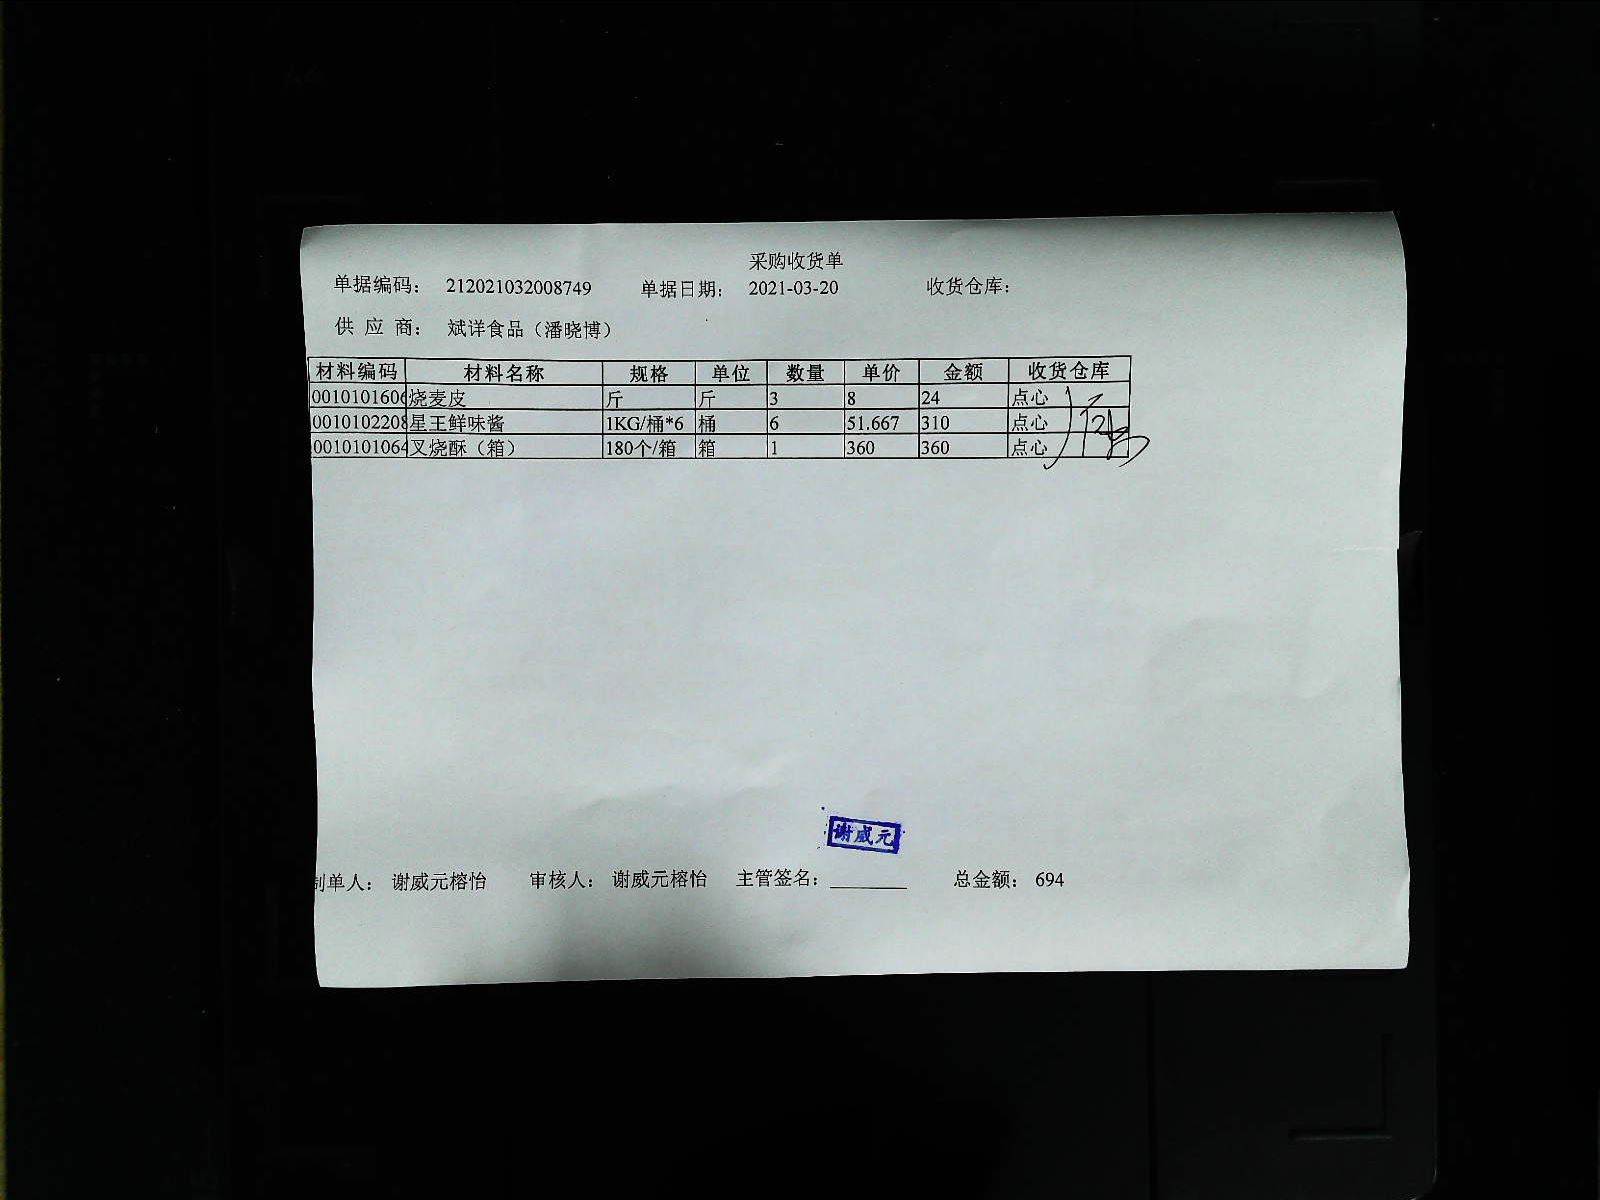 采购收货单
单据编码： 212021032008749 单据日期： 2021-03-20 收货仓库：
供 应 商： 斌详食品（潘晓博）
材料编码 材料名称 规格 单位 数量 单价 金额 收货仓库
0010101606 烧麦皮 斤 斤 3 8 24 点心
0010102208 星王鲜味酱 1KG/桶*6 桶 6 51.667 310 点心
0010101064 叉烧酥（箱） 180个/箱 箱 1 360 360 点心
谢威元
制单人： 谢威元榕怡 审核人： 谢威元榕怡 主管签名：________ 总金额： 694